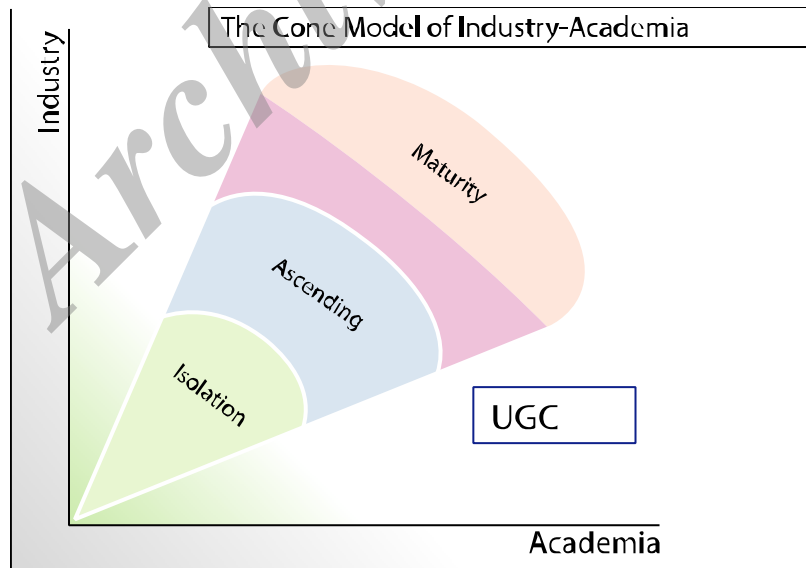 The Cone Model of Industry-Academia
Industry
Maturity
Ascending
Isolation
UGC
Academia